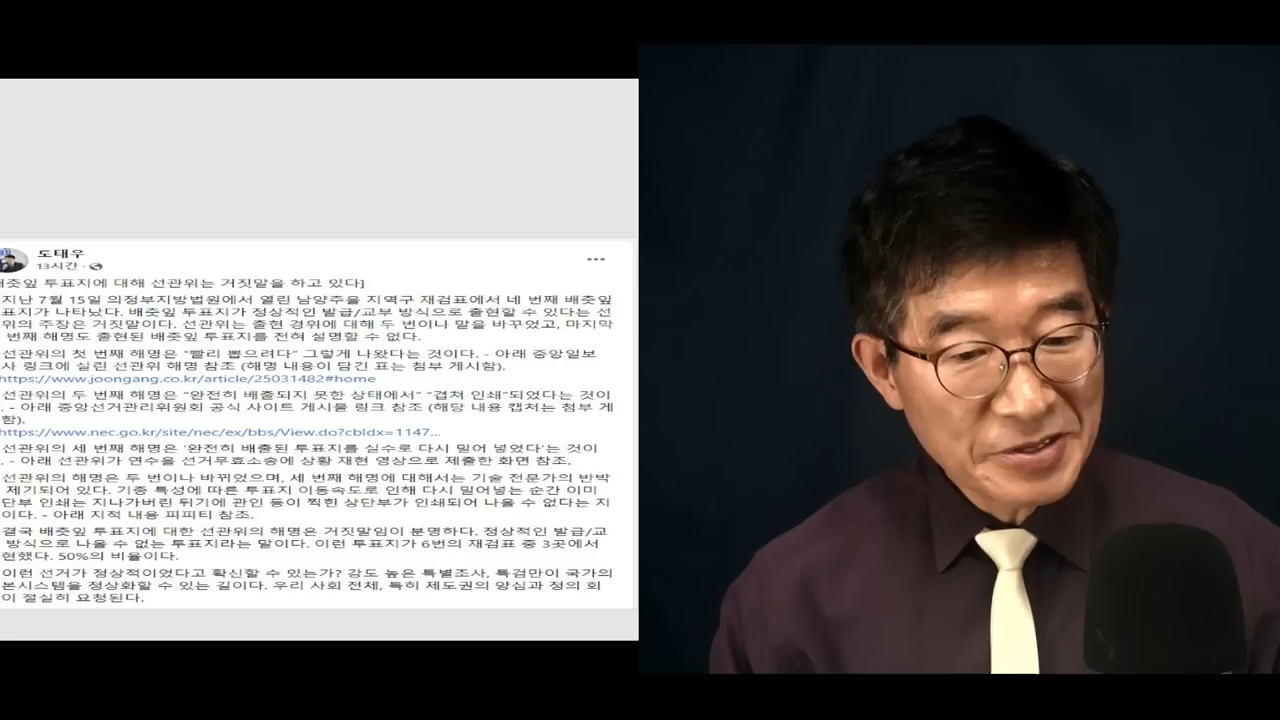 도태우
13시간 ·
배춧잎 투표지에 대해 선관위는 거짓말을 하고 있다]
지난 7월 15일 의정부지방법원에서 열린 남양주을 지역구 재검표에서 네 번째 배춧잎
표지가 나타났다. 배춧잎 투표지가 정상적인 발급/교부 방식으로 출현할 수 있다는 선
위의 주장은 거짓말이다. 선관위는 출현 경위에 대해 두 번이나 말을 바꾸었고, 마지막
번째 해명도 출현된 배춧잎 투표지를 전혀 설명할 수 없다.
선관위의 첫 번째 해명은 "빨리 뽑으려다" 그렇게 나왔다는 것이다. - 아래 중앙일보
사 링크에 실린 선관위 해명 참조 (해명 내용이 담긴 표는 첨부 게시함).
https://www.joongang.co.kr/article/25031482#home
선관위의 두 번째 해명은 "완전히 배출되지 못한 상태에서" "겹쳐 인쇄"되었다는 것이
. - 아래 중앙선거관리위원회 공식 사이트 게시물 링크 참조 (해당 내용 캡처는 첨부 게
함).
https://www.nec.go.kr/site/nec/ex/bbs/View.do?cbIdx=1147...
선관위의 세 번째 해명은 '완전히 배출된 투표지를 실수로 다시 밀어 넣었다'는 것이
. - 아래 선관위가 연수을 선거무효소송에 상황 재현 영상으로 제출한 화면 참조.
선관위의 해명은 두 번이나 바뀌었으며, 세 번째 해명에 대해서는 기술 전문가의 반박
제기되어 있다. 기종 특성에 따른 투표지 이동속도로 인해 다시 밀어넣는 순간 이미
단부 인쇄는 지나가버린 뒤기에 관인 등이 찍힌 상단부가 인쇄되어 나올 수 없다는 지
이다. - 아래 지적 내용 피피티 참조.
결국 배춧잎 투표지에 대한 선관위의 해명은 거짓말임이 분명하다. 정상적인 발급/교
방식으로 나올 수 없는 투표지라는 말이다. 이런 투표지가 6번의 재검표 중 3곳에서
현했다. 50%의 비율이다.
이런 선거가 정상적이었다고 확신할 수 있는가? 강도 높은 특별조사, 특검만이 국가의
본시스템을 정상화할 수 있는 길이다. 우리 사회 전체, 특히 제도권의 양심과 정의 회
이 절실히 요청된다.